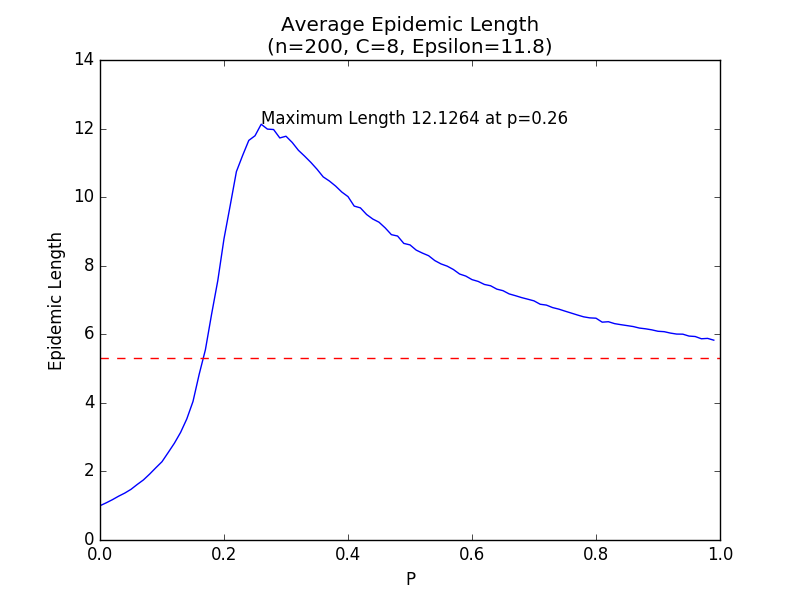 Average Epidemic Length
(n=200, C=8, Epsilon=11.8)
14
12
10
8
6
4
2
0
Epidemic Length
Maximum Length 12.1264 at p=0.26
0.0 0.2 0.4 0.6 0.8 1.0
P